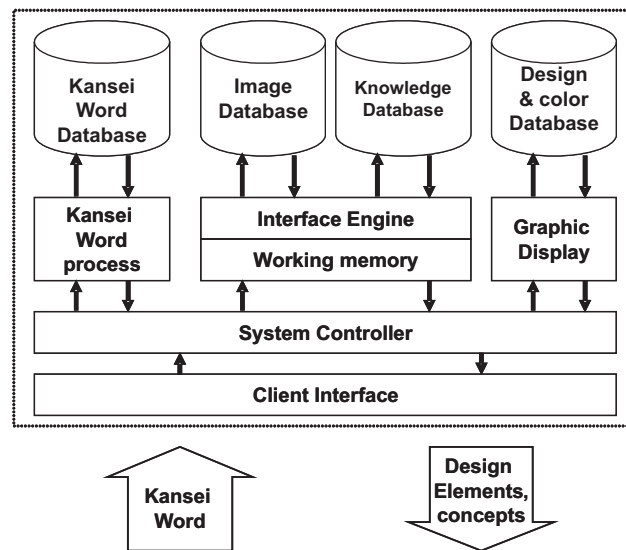 Kansei
Word
Database
Image
Database
Knowledge
Database
Design
& color
Database
Kansei
Word
process
Interface Engine
Working memory
Graphic
Display
System Controller
Client Interface
Kansei
Word
Design
Elements,
concepts